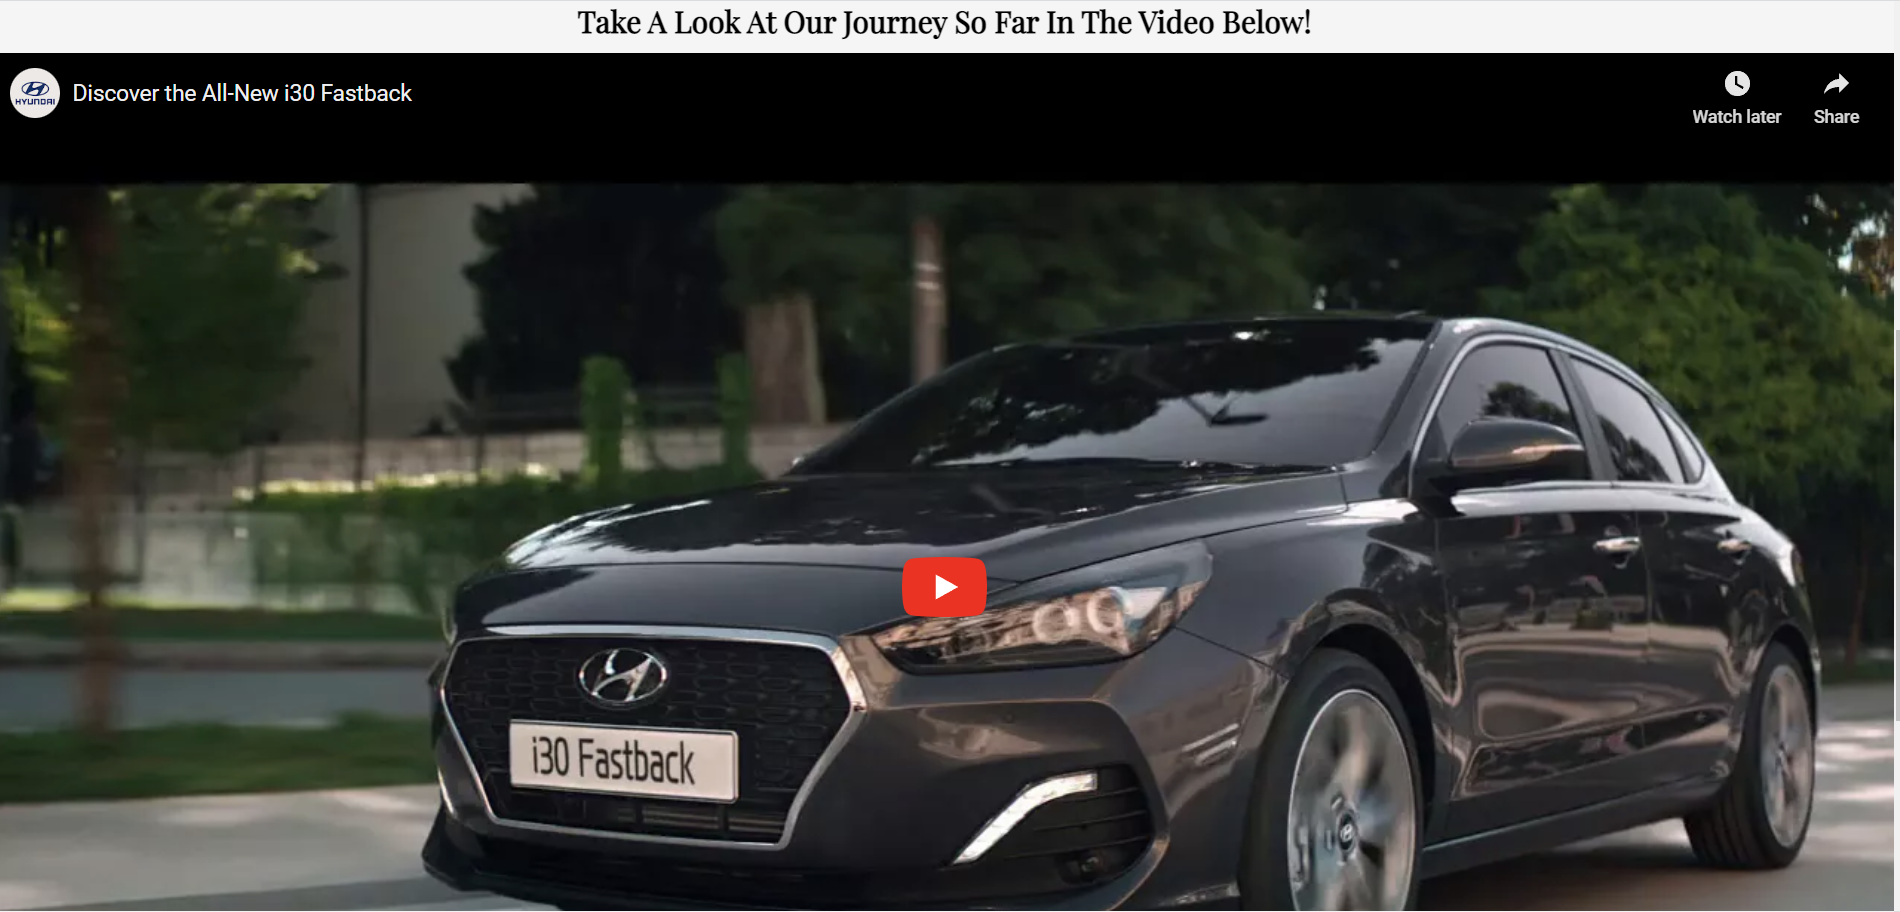 Take A Look At Our Journey So Far In The Video Below!
HYUNDAI
Discover the All-New i30 Fastback
Watch later
Share
i30 Fastback